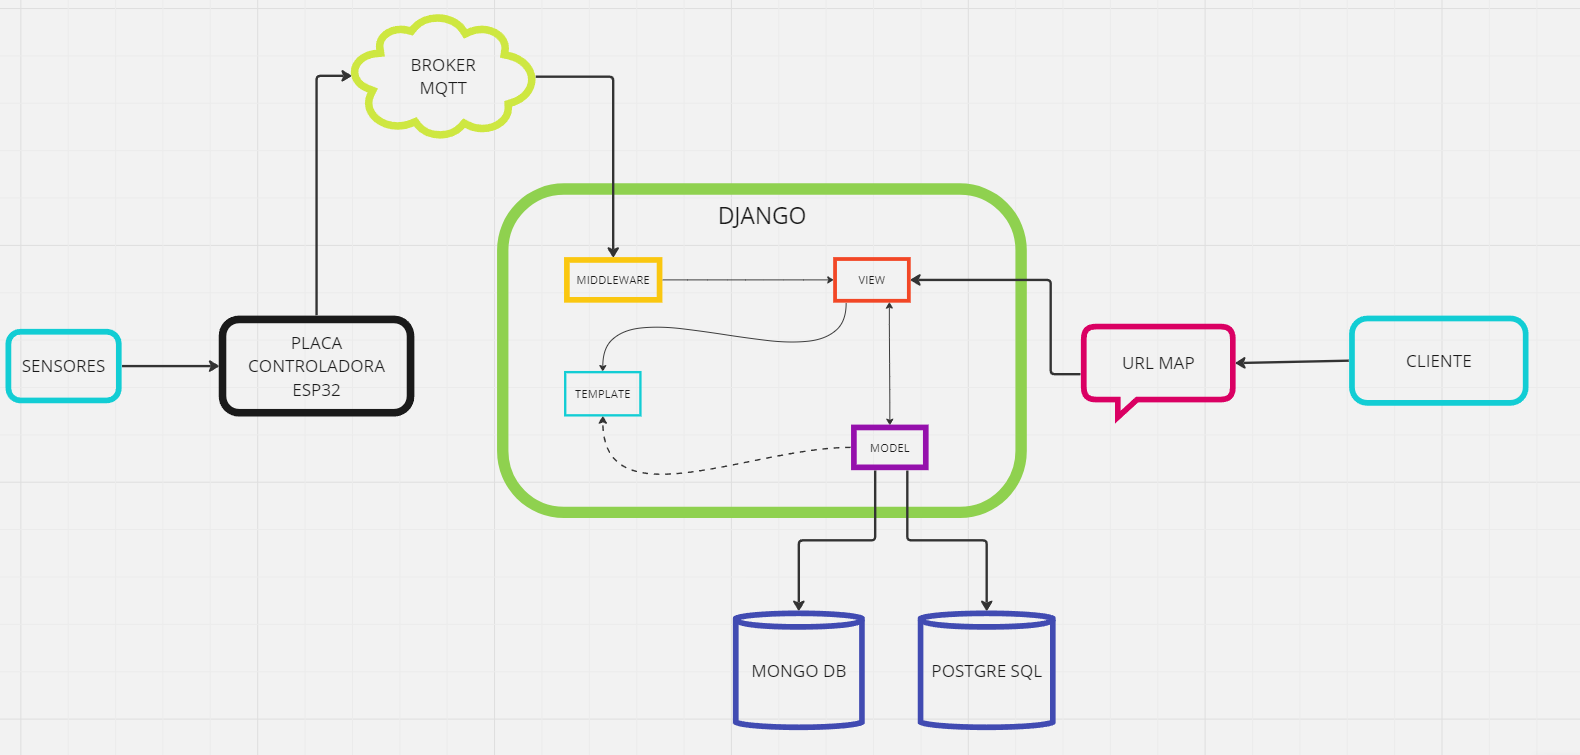 BROKER
MQTT
DJANGO
MIDDLEWARE
VIEW
SENSORES
PLACA
CONTROLADORA
ESP32
URL MAP
CLIENTE
TEMPLATE
MODEL
MONGO DB
POSTGRE SQL